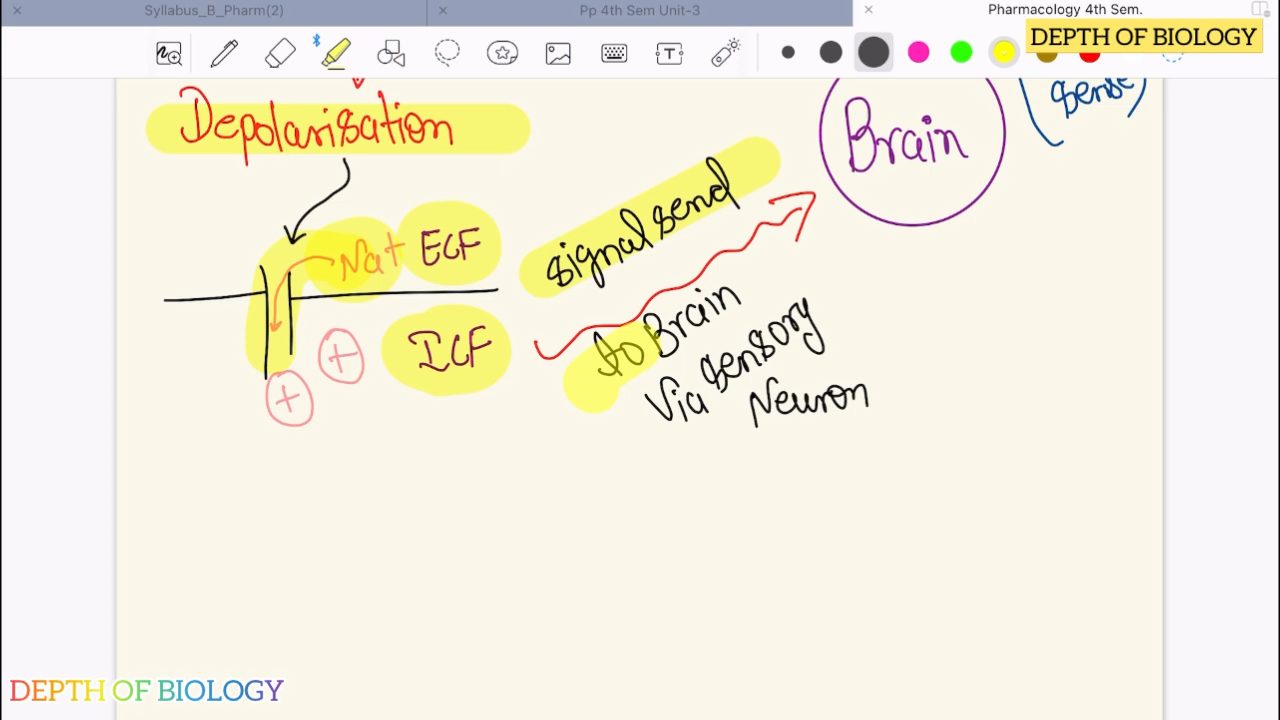 Syllabus_B_Pharm(2)
Pp 4th Sem Unit-3
Pharmacology 4th Sem.
DEPTH OF BIOLOGY
T
Depolarisation
Brain
sense)
Na+ ECF
signal send
+ ICF
+
to Brain
Via sensory
Neuron
DEPTH OF BIOLOGY